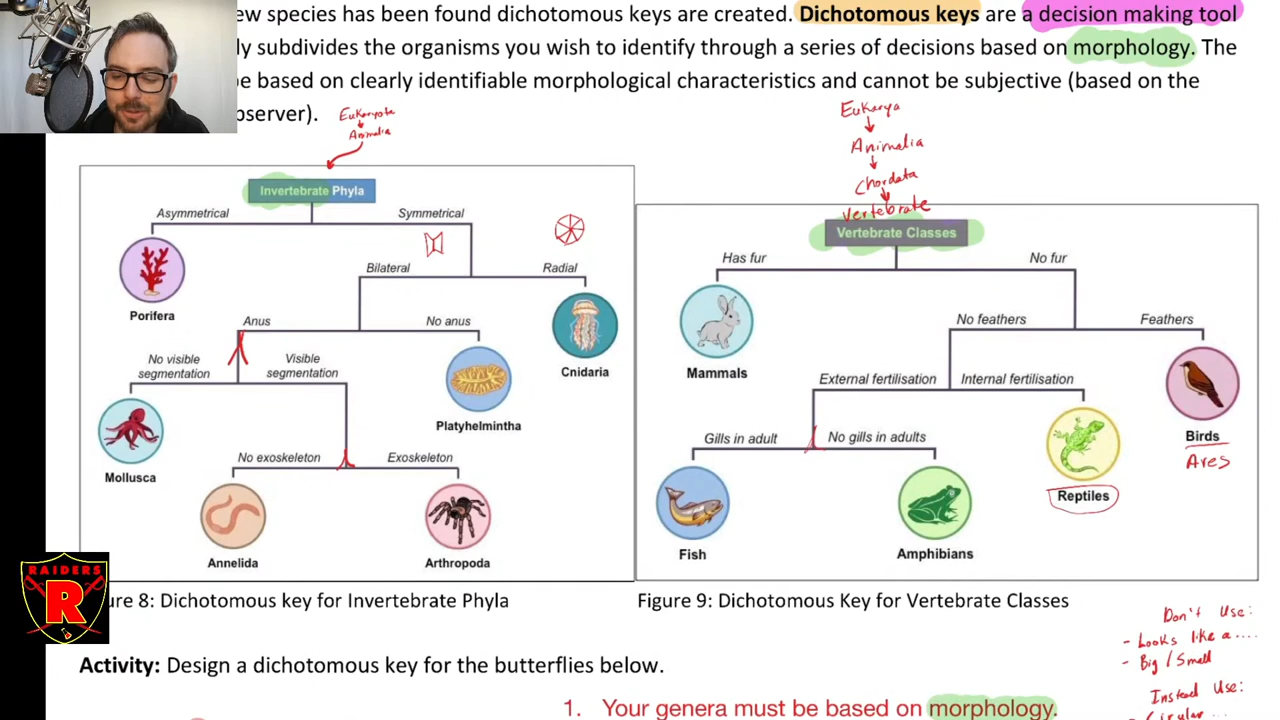 ew species has been found dichotomous keys are created. Dichotomous keys are a decision making tool
ly subdivides the organisms you wish to identify through a series of decisions based on morphology. The
be based on clearly identifiable morphological characteristics and cannot be subjective (based on the
bserver).
Eukaryota
Animalia
Invertebrate Phyla
Asymmetrical
Symmetrical
Porifera
Bilateral
Radial
Cnidaria
Anus
No anus
Platyhelmintha
No visible
segmentation
Visible
segmentation
Mollusca
No exoskeleton
Exoskeleton
Annelida
Arthropoda
Eukarya
Animalia
Chordata
Vertebrate
Vertebrate Classes
Has fur
No fur
Mammals
No feathers
Feathers
Birds
Aves
External fertilisation
Internal fertilisation
Reptiles
Gills in adult
No gills in adults
Fish
Amphibians
RAIDERS
R
ure 8: Dichotomous key for Invertebrate Phyla
Figure 9: Dichotomous Key for Vertebrate Classes
Don't Use:
- Looks like a ....
- Big / Small
Instead Use:
- Circular ...
Activity: Design a dichotomous key for the butterflies below.
1. Your genera must be based on morphology.